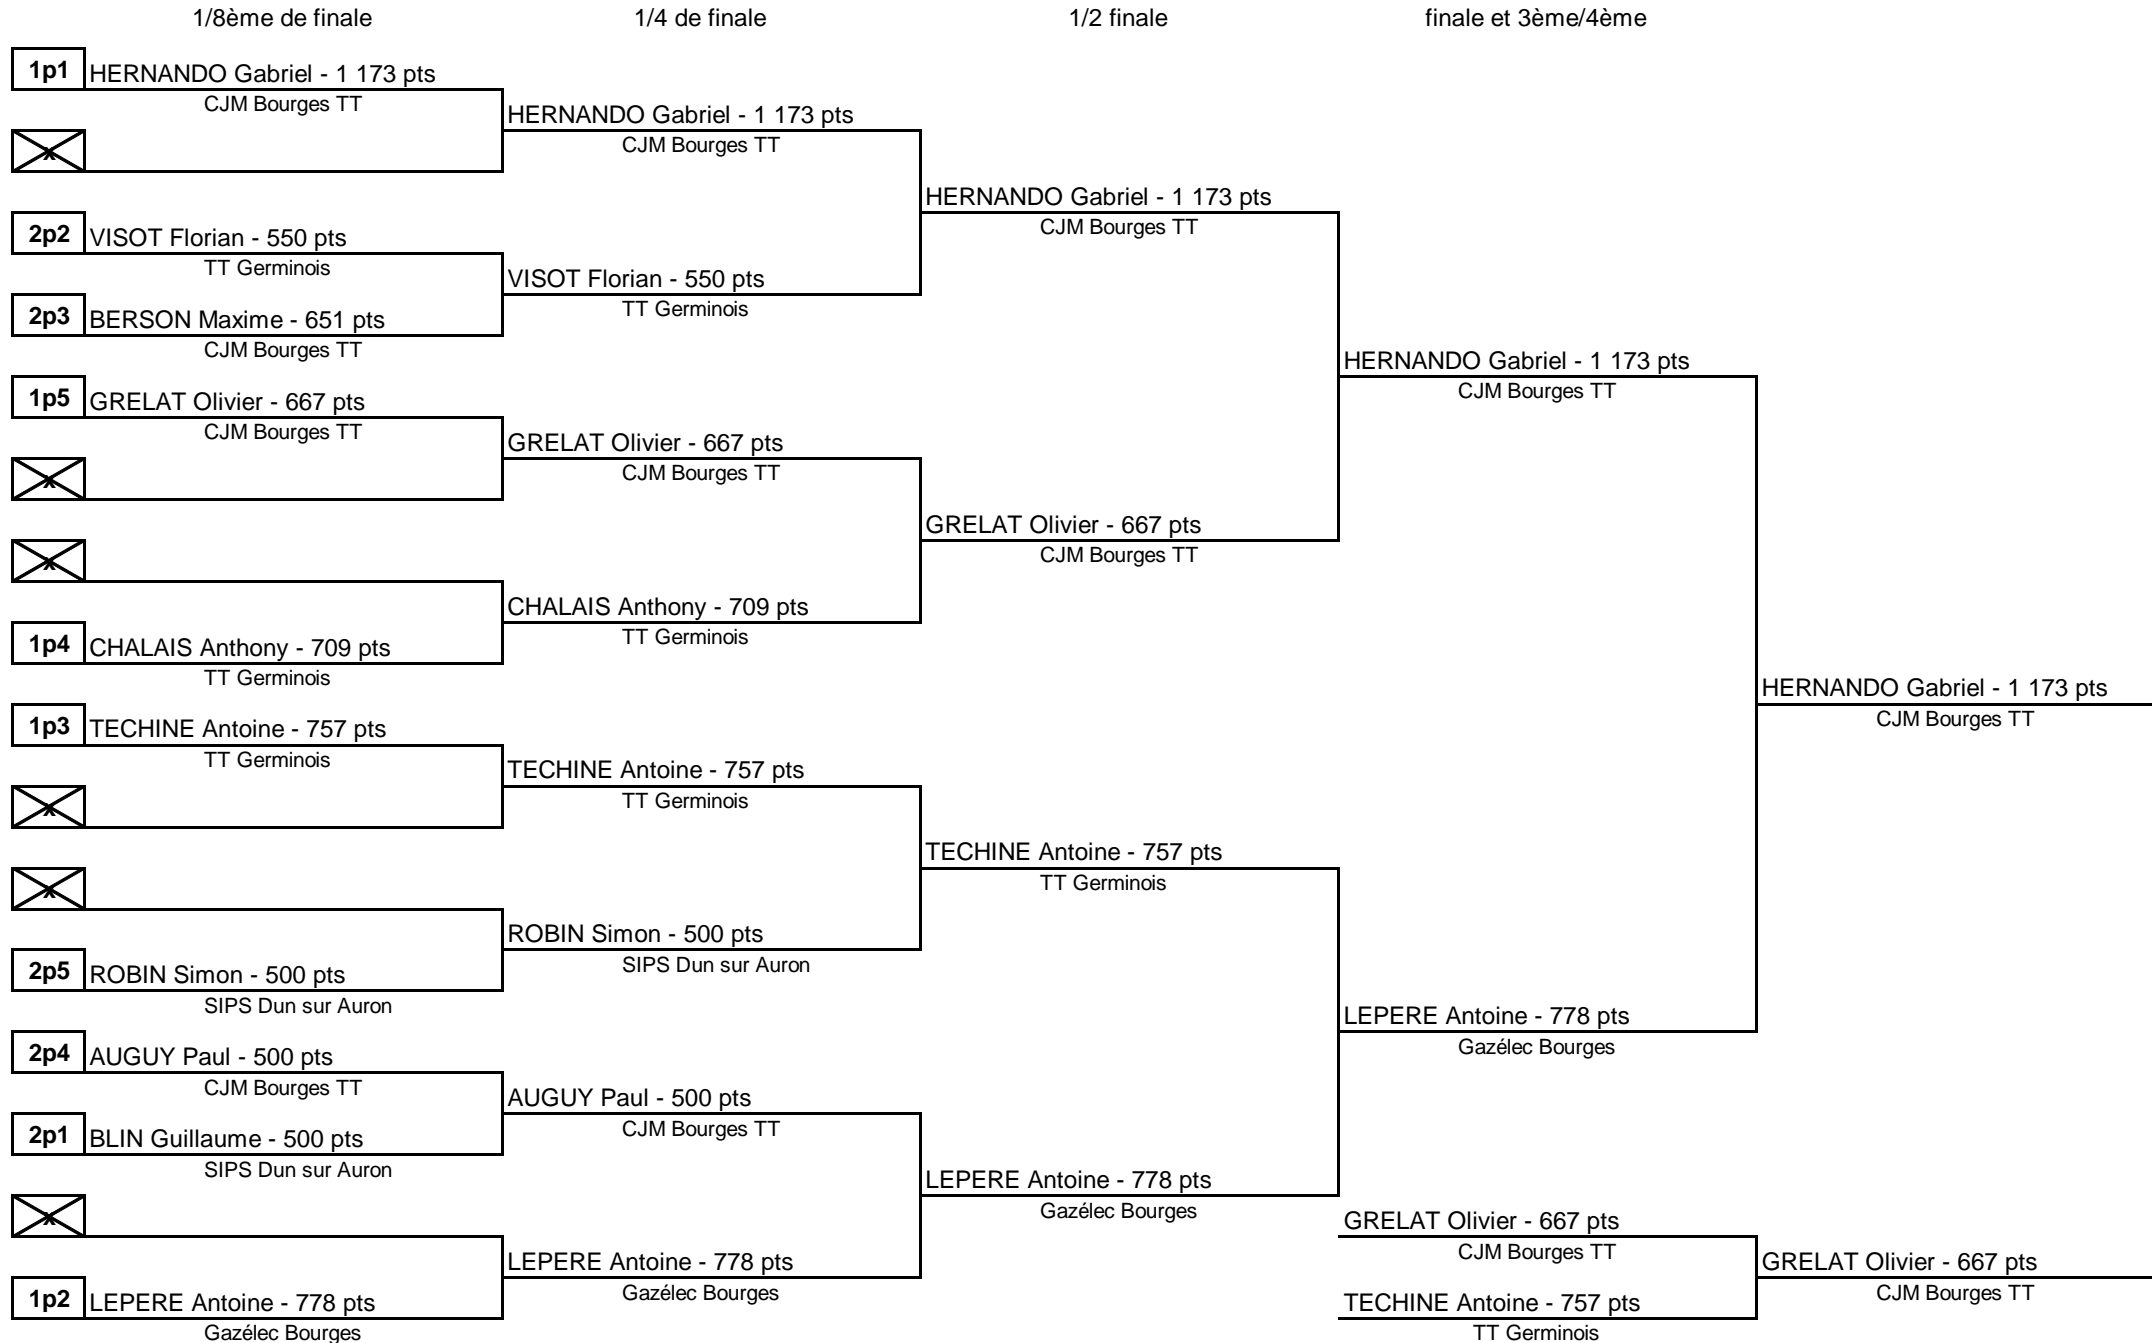 1/8ème de finale
1/4 de finale
1/2 finale
finale et 3ème/4ème
1p1 HERNANDO Gabriel - 1 173 pts
CJM Bourges TT
x
2p2 VISOT Florian - 550 pts
TT Germinois
2p3 BERSON Maxime - 651 pts
CJM Bourges TT
1p5 GRELAT Olivier - 667 pts
CJM Bourges TT
x
x
1p4 CHALAIS Anthony - 709 pts
TT Germinois
1p3 TECHINE Antoine - 757 pts
TT Germinois
x
x
2p5 ROBIN Simon - 500 pts
SIPS Dun sur Auron
2p4 AUGUY Paul - 500 pts
CJM Bourges TT
2p1 BLIN Guillaume - 500 pts
SIPS Dun sur Auron
x
1p2 LEPERE Antoine - 778 pts
Gazélec Bourges
HERNANDO Gabriel - 1 173 pts
CJM Bourges TT
VISOT Florian - 550 pts
TT Germinois
GRELAT Olivier - 667 pts
CJM Bourges TT
CHALAIS Anthony - 709 pts
TT Germinois
TECHINE Antoine - 757 pts
TT Germinois
ROBIN Simon - 500 pts
SIPS Dun sur Auron
AUGUY Paul - 500 pts
CJM Bourges TT
LEPERE Antoine - 778 pts
Gazélec Bourges
HERNANDO Gabriel - 1 173 pts
CJM Bourges TT
GRELAT Olivier - 667 pts
CJM Bourges TT
TECHINE Antoine - 757 pts
TT Germinois
LEPERE Antoine - 778 pts
Gazélec Bourges
HERNANDO Gabriel - 1 173 pts
CJM Bourges TT
LEPERE Antoine - 778 pts
Gazélec Bourges
GRELAT Olivier - 667 pts
CJM Bourges TT
TECHINE Antoine - 757 pts
TT Germinois
HERNANDO Gabriel - 1 173 pts
CJM Bourges TT
GRELAT Olivier - 667 pts
CJM Bourges TT